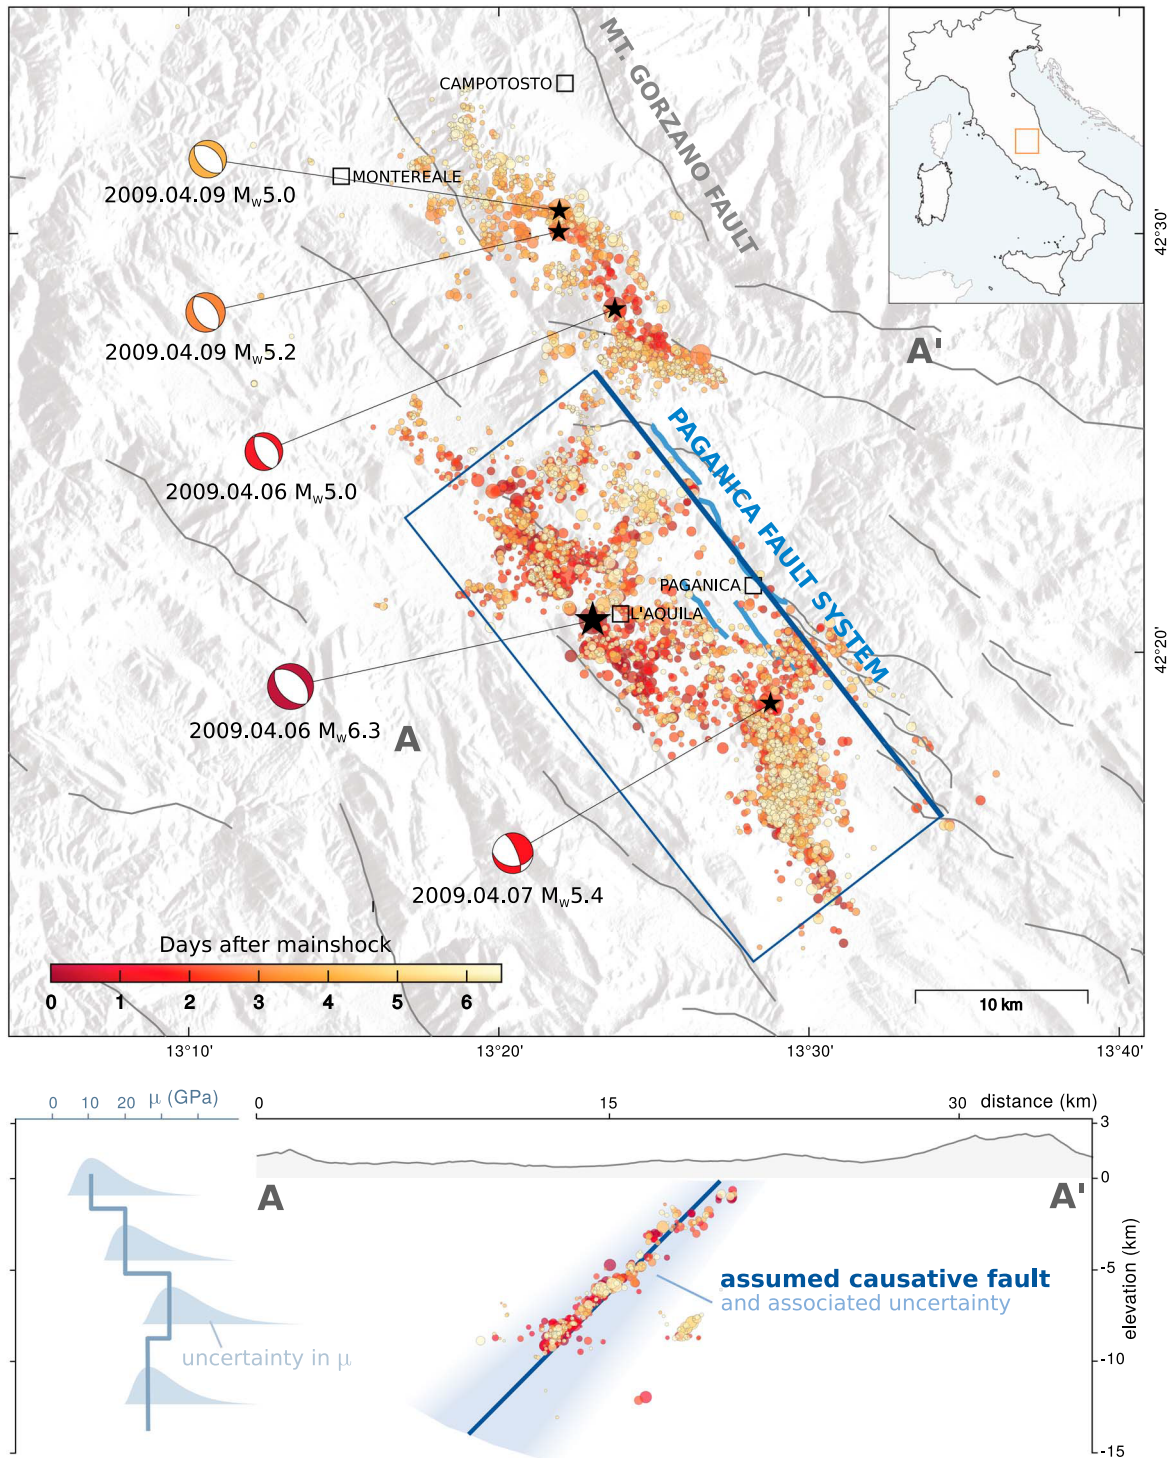 CAMPOTOSTO
MT. GORZANO FAULT
MONTEREALE
2009.04.09 Mw5.0
42°30'
2009.04.09 Mw5.2
A'
PAGANICA FAULT SYSTEM
2009.04.06 Mw5.0
PAGANICA
L'AQUILA
42°20'
2009.04.06 Mw6.3
A
2009.04.07 Mw5.4
Days after mainshock
0 1 2 3 4 5 6
10 km
13°10' 13°20' 13°30' 13°40'
0 10 20 μ (GPa)
0 15 30 distance (km)
3
0
A A'
-5
elevation (km)
assumed causative fault
and associated uncertainty
uncertainty in μ
-10
-15